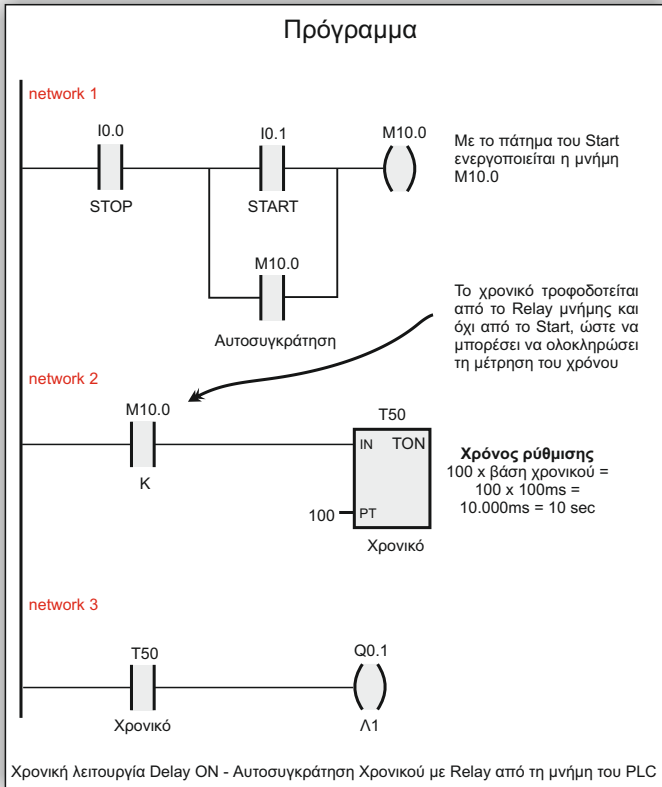 Πρόγραμμα
network 1
I0.0
I0.1
M10.0
STOP
START
M10.0
Αυτοσυγκράτηση
Με το πάτημα του Start
ενεργοποιείται η μνήμη
M10.0
Το χρονικό τροφοδοτείται
από το Relay μνήμης και
όχι από το Start, ώστε να
μπορέσει να ολοκληρώσει
τη μέτρηση του χρόνου
network 2
M10.0
K
T50
IN TON
100 PT
Χρονικό
Χρόνος ρύθμισης
100 x βάση χρονικού =
100 x 100ms =
10.000ms = 10 sec
network 3
T50
Χρονικό
Q0.1
Λ1
Χρονική λειτουργία Delay ON - Αυτοσυγκράτηση Χρονικού με Relay από τη μνήμη του PLC